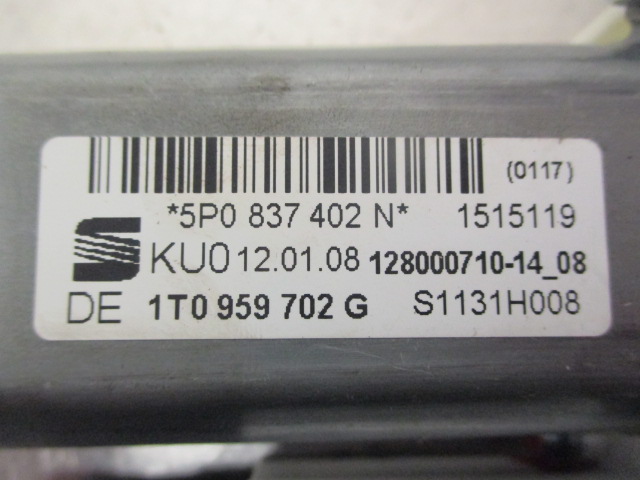 (0117)
*5P0 837 402 N* 1515119
KU0 12.01.08 128000710-14_08
DE 1T0 959 702 G S1131H008